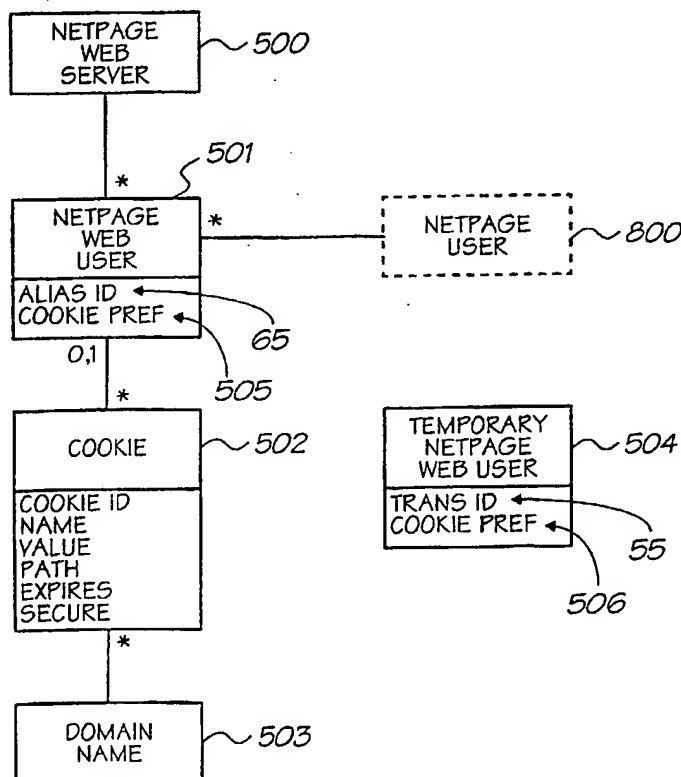 NETPAGE
WEB
SERVER
500
*
501
NETPAGE
WEB
USER
*
NETPAGE
USER
800
ALIAS ID
COOKIE PREF
65
505
0,1
*
COOKIE
502
TEMPORARY
NETPAGE
WEB USER
504
COOKIE ID
NAME
VALUE
PATH
EXPIRES
SECURE
TRANS ID
COOKIE PREF
55
506
*
DOMAIN
NAME
503